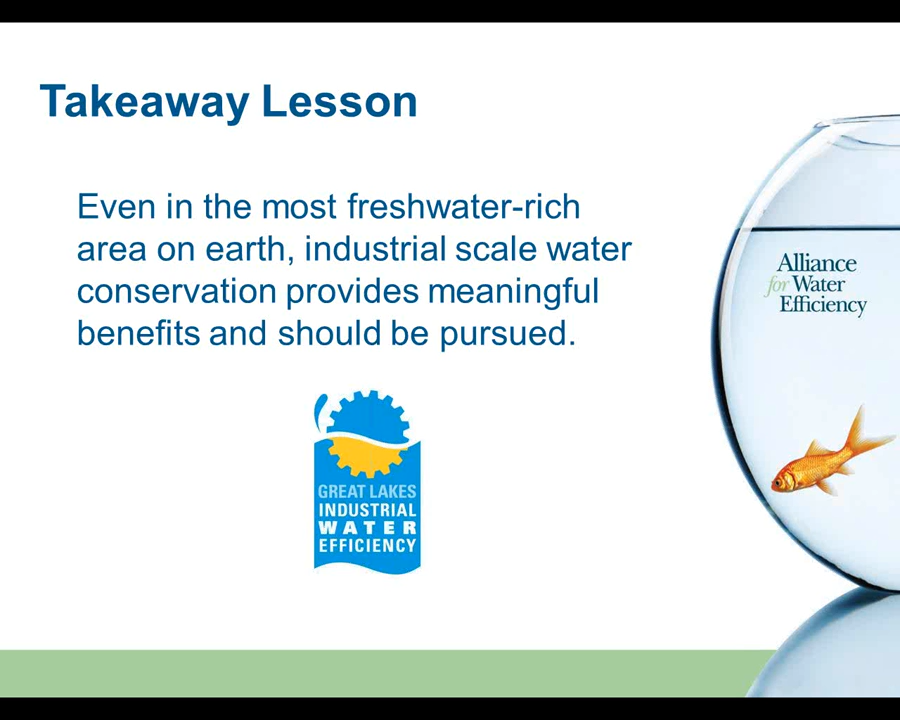 Takeaway Lesson
Even in the most freshwater-rich
area on earth, industrial scale water
conservation provides meaningful
benefits and should be pursued.
Alliance
for Water
Efficiency
GREAT LAKES
INDUSTRIAL
WATER
EFFICIENCY